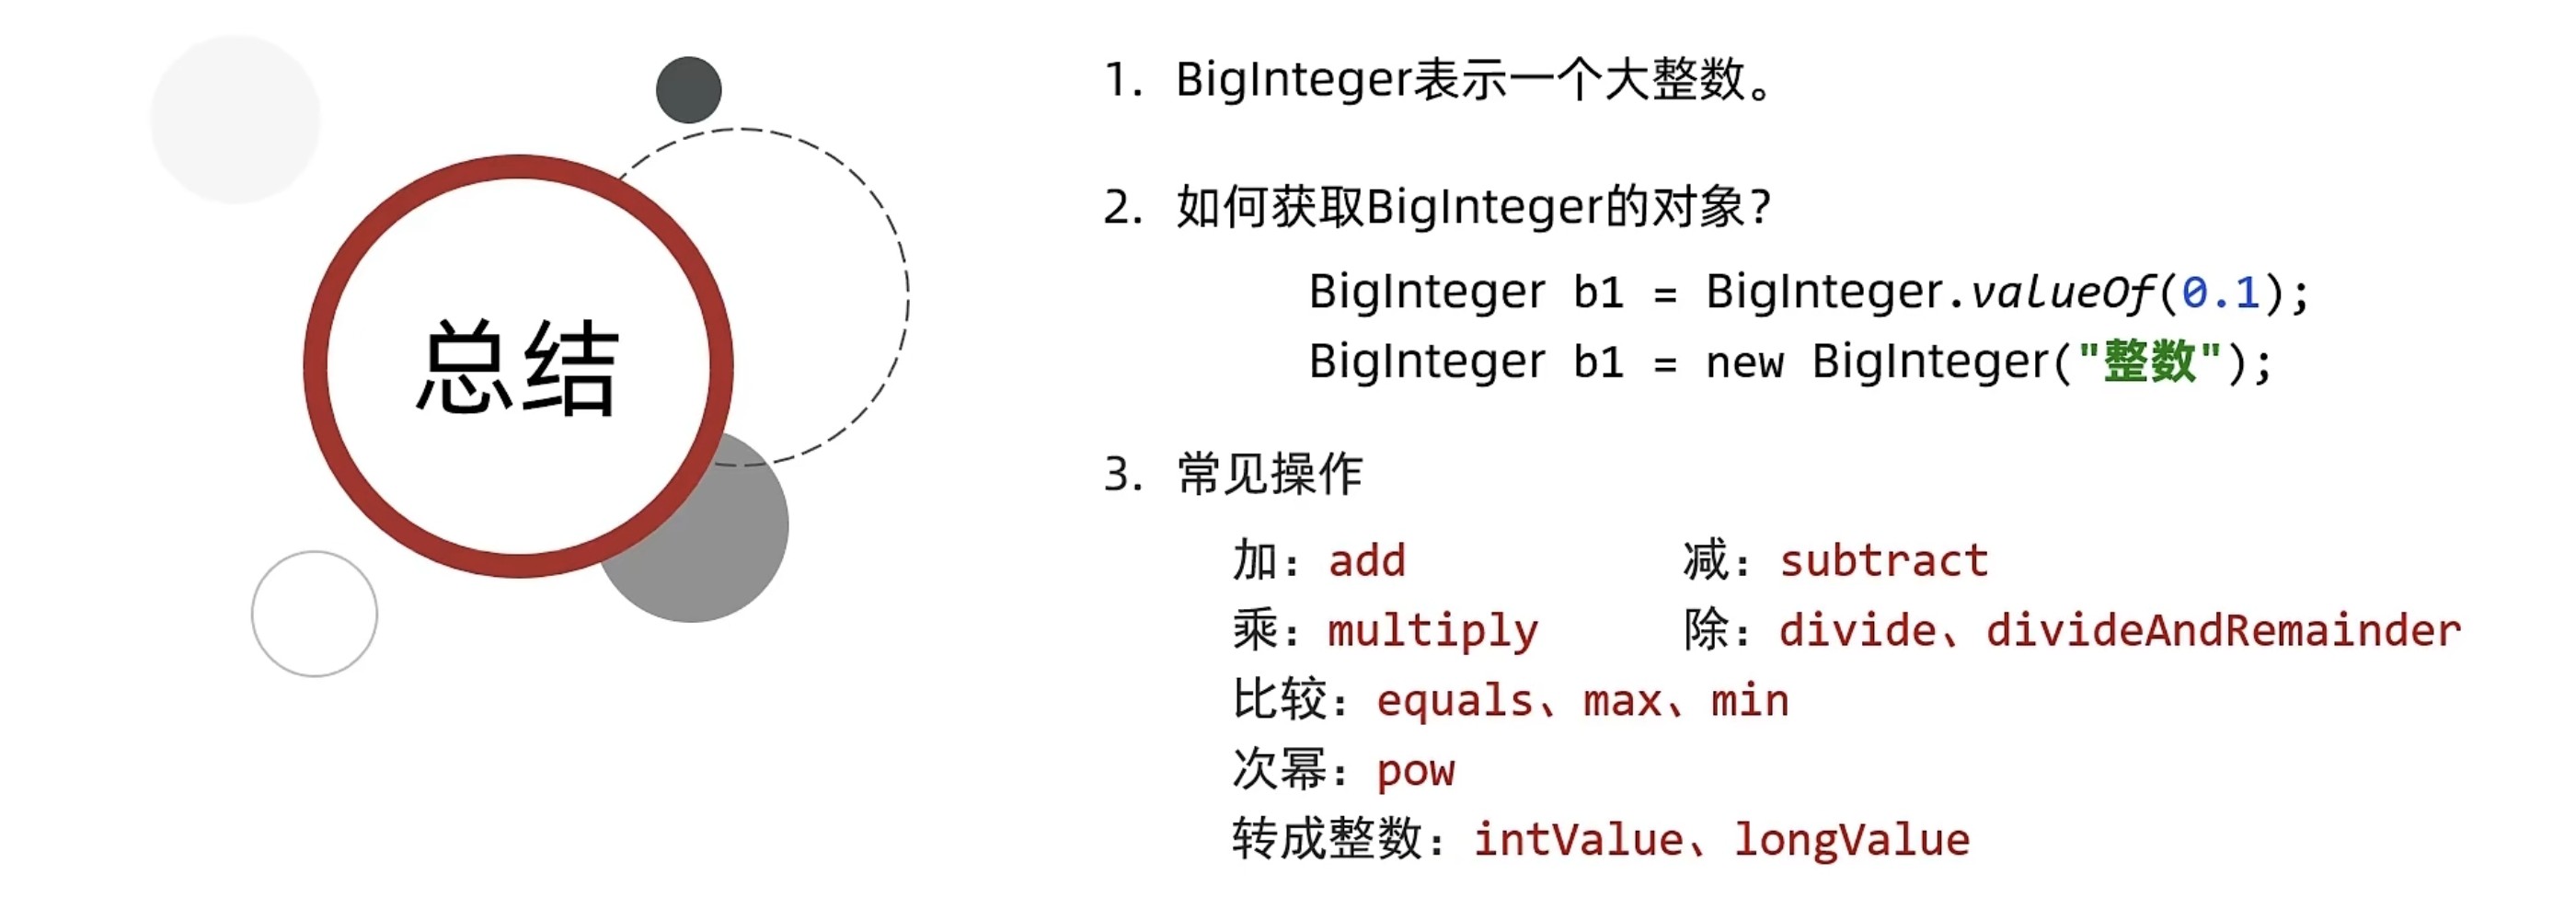 总结
1. BigInteger表示一个大整数。
2. 如何获取BigInteger的对象？
BigInteger b1 = BigInteger.valueOf(0.1);
BigInteger b1 = new BigInteger("整数");
3. 常见操作
加：add 减：subtract
乘：multiply 除：divide、divideAndRemainder
比较：equals、max、min
次幂：pow
转成整数：intValue、longValue